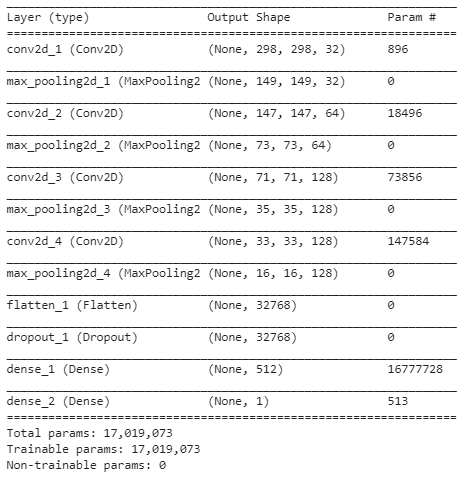 Layer (type) Output Shape Param #
conv2d_1 (Conv2D) (None, 298, 298, 32) 896
max_pooling2d_1 (MaxPooling2 (None, 149, 149, 32) 0
conv2d_2 (Conv2D) (None, 147, 147, 64) 18496
max_pooling2d_2 (MaxPooling2 (None, 73, 73, 64) 0
conv2d_3 (Conv2D) (None, 71, 71, 128) 73856
max_pooling2d_3 (MaxPooling2 (None, 35, 35, 128) 0
conv2d_4 (Conv2D) (None, 33, 33, 128) 147584
max_pooling2d_4 (MaxPooling2 (None, 16, 16, 128) 0
flatten_1 (Flatten) (None, 32768) 0
dropout_1 (Dropout) (None, 32768) 0
dense_1 (Dense) (None, 512) 16777728
dense_2 (Dense) (None, 1) 513
Total params: 17,019,073
Trainable params: 17,019,073
Non-trainable params: 0